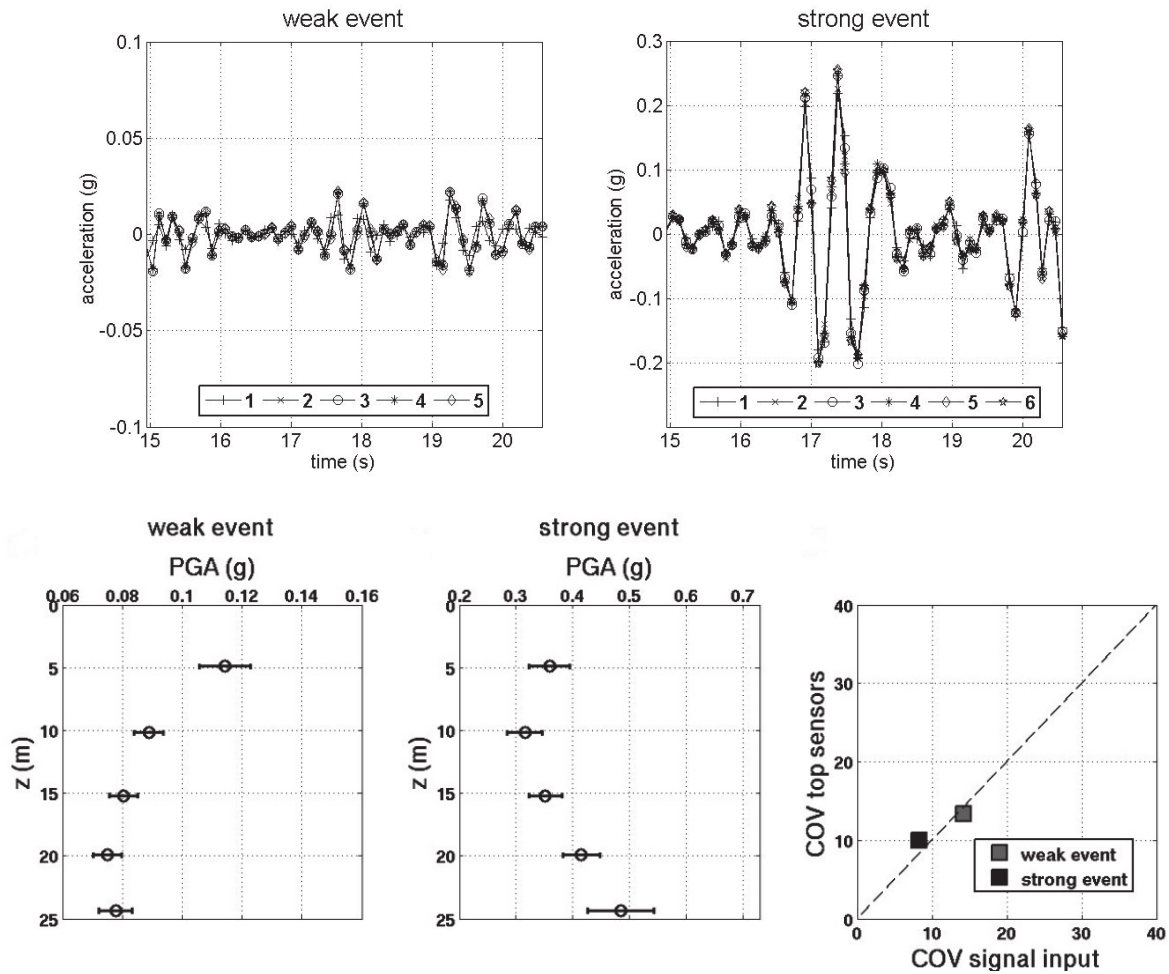 weak event
0.1
0.05
0
-0.05
-0.1
acceleration (g)
1 2 3 4 5
15 16 17 18 19 20
time (s)
strong event
0.3
0.2
0.1
0
-0.1
-0.2
acceleration (g)
1 2 3 4 5 6
15 16 17 18 19 20
time (s)
weak event
PGA (g)
0.06 0.08 0.1 0.12 0.14 0.16
0
5
10
15
20
25
z (m)
strong event
PGA (g)
0.2 0.3 0.4 0.5 0.6 0.7
0
5
10
15
20
25
z (m)
40
30
20
10
0
COV top sensors
weak event
strong event
0 10 20 30 40
COV signal input